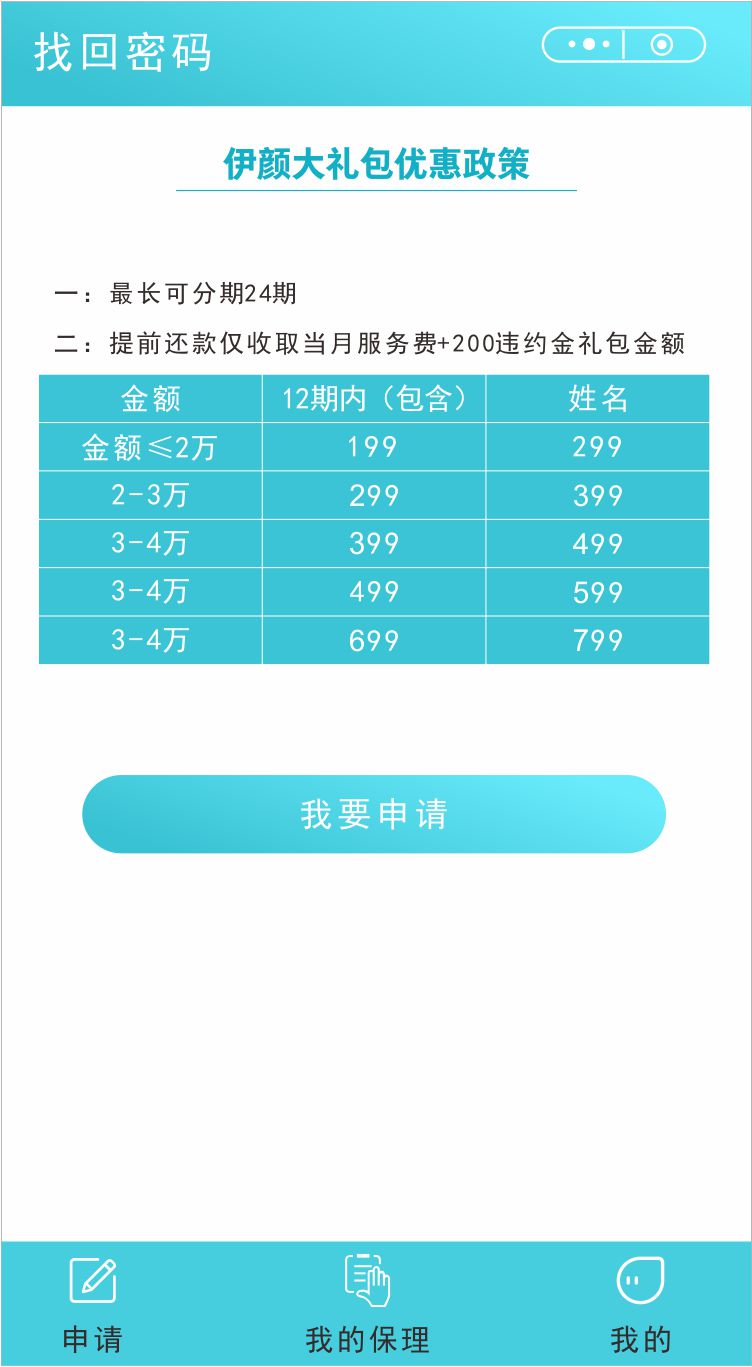 找回密码
伊颜大礼包优惠政策
一：最长可分期24期
二：提前还款仅收取当月服务费+200违约金礼包金额
金额 12期内（包含） 姓名
金额≤2万 199 299
2-3万 299 399
3-4万 399 499
3-4万 499 599
3-4万 699 799
我要申请
申请 我的保理 我的